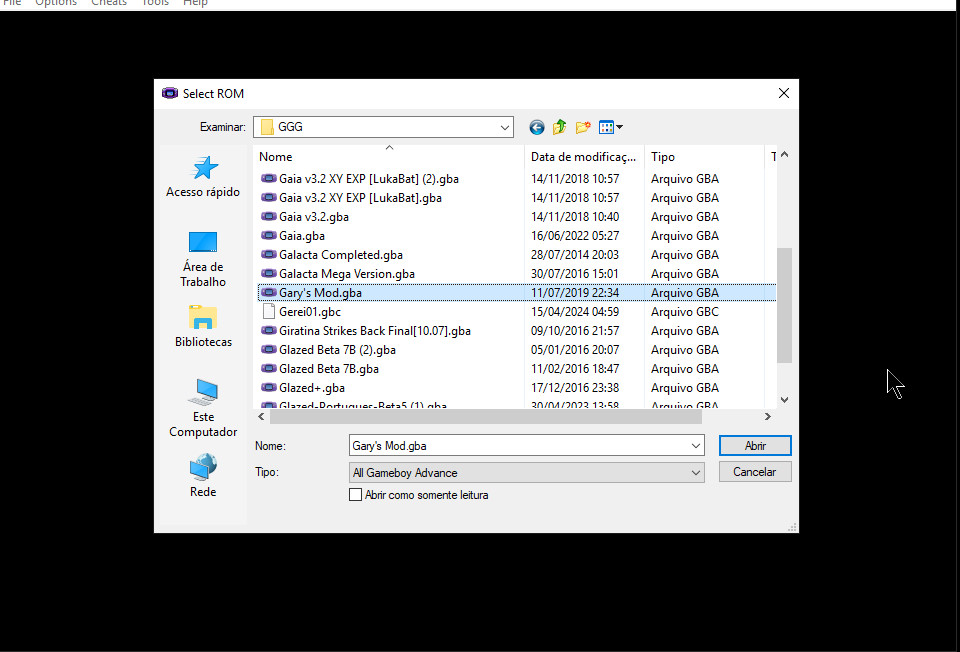 File Options Cheats Tools Help
Select ROM
Examinar: GGG
Nome Data de modificaç... Tipo T
Gaia v3.2 XY EXP [LukaBat] (2).gba 14/11/2018 10:57 Arquivo GBA
Gaia v3.2 XY EXP [LukaBat].gba 14/11/2018 10:57 Arquivo GBA
Gaia v3.2.gba 14/11/2018 10:40 Arquivo GBA
Gaia.gba 16/06/2022 05:27 Arquivo GBA
Galacta Completed.gba 28/07/2014 20:03 Arquivo GBA
Galacta Mega Version.gba 30/07/2016 15:01 Arquivo GBA
Gary's Mod.gba 11/07/2019 22:34 Arquivo GBA
Gerei01.gbc 15/04/2024 04:59 Arquivo GBC
Giratina Strikes Back Final[10.07].gba 09/10/2016 21:57 Arquivo GBA
Glazed Beta 7B (2).gba 05/01/2016 20:07 Arquivo GBA
Glazed Beta 7B.gba 11/02/2016 18:47 Arquivo GBA
Glazed+.gba 17/12/2016 23:38 Arquivo GBA
Glazed-Portugues-Beta5 (1).gba 30/04/2023 13:58 Arquivo GBA
Acesso rápido
Área de
Trabalho
Bibliotecas
Este
Computador
Rede
Nome: Gary's Mod.gba Abrir
Tipo: All Gameboy Advance Cancelar
Abrir como somente leitura